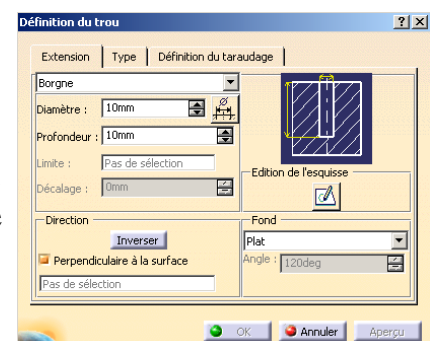 Définition du trou ? X
Extension Type Définition du taraudage
Borgne
Diamètre : 10mm
Profondeur : 10mm
Limite : Pas de sélection
Décalage : 0mm
Edition de l'esquisse
Direction
Inverser
Perpendiculaire à la surface
Pas de sélection
Fond
Plat
Angle : 120deg
OK Annuler Aperçu